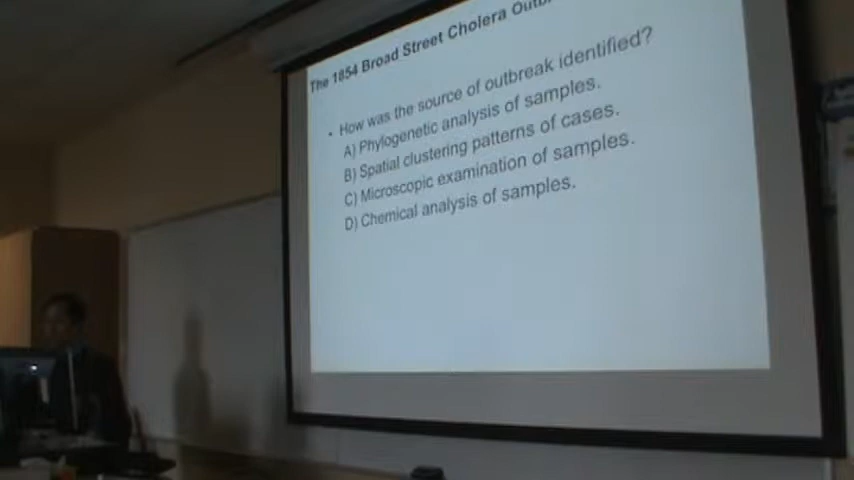 The 1854 Broad Street Cholera
• How was the source of outbreak identified?
A) Phylogenetic analysis of samples.
B) Spatial clustering patterns of cases.
C) Microscopic examination of samples.
D) Chemical analysis of samples.